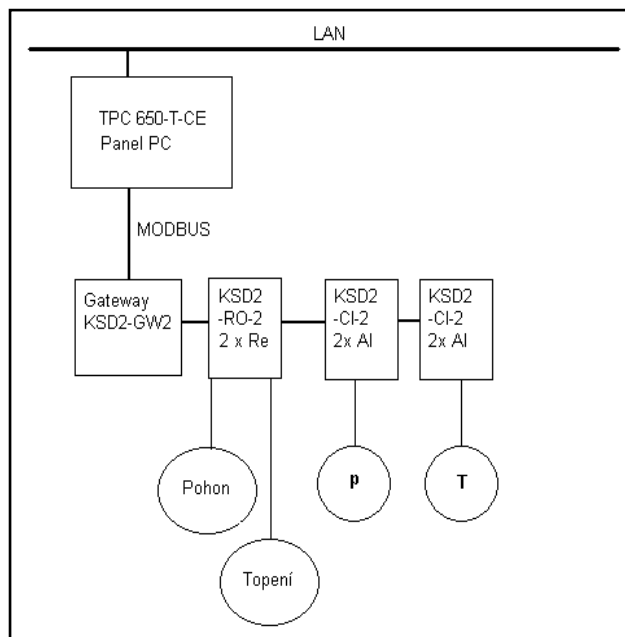 LAN
TPC 650-T-CE
Panel PC
MODBUS
Gateway
KSD2-GW2
KSD2
-RO-2
2 x Re
KSD2
-CI-2
2x AI
KSD2
-CI-2
2x AI
Pohon
p
T
Topení